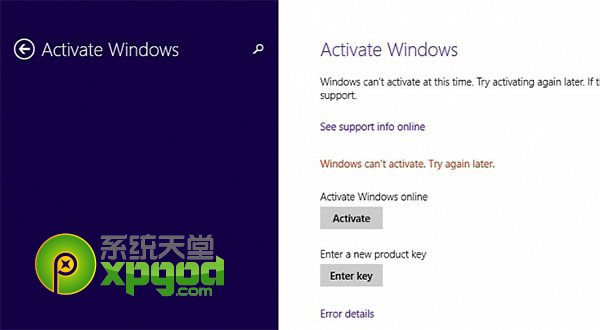 Activate Windows
系统天堂
xpgod
.com
Activate Windows
Windows can't activate at this time. Try activating again later. If th
support.
See support info online
Windows can't activate. Try again later.
Activate Windows online
Activate
Enter a new product key
Enter key
Error details